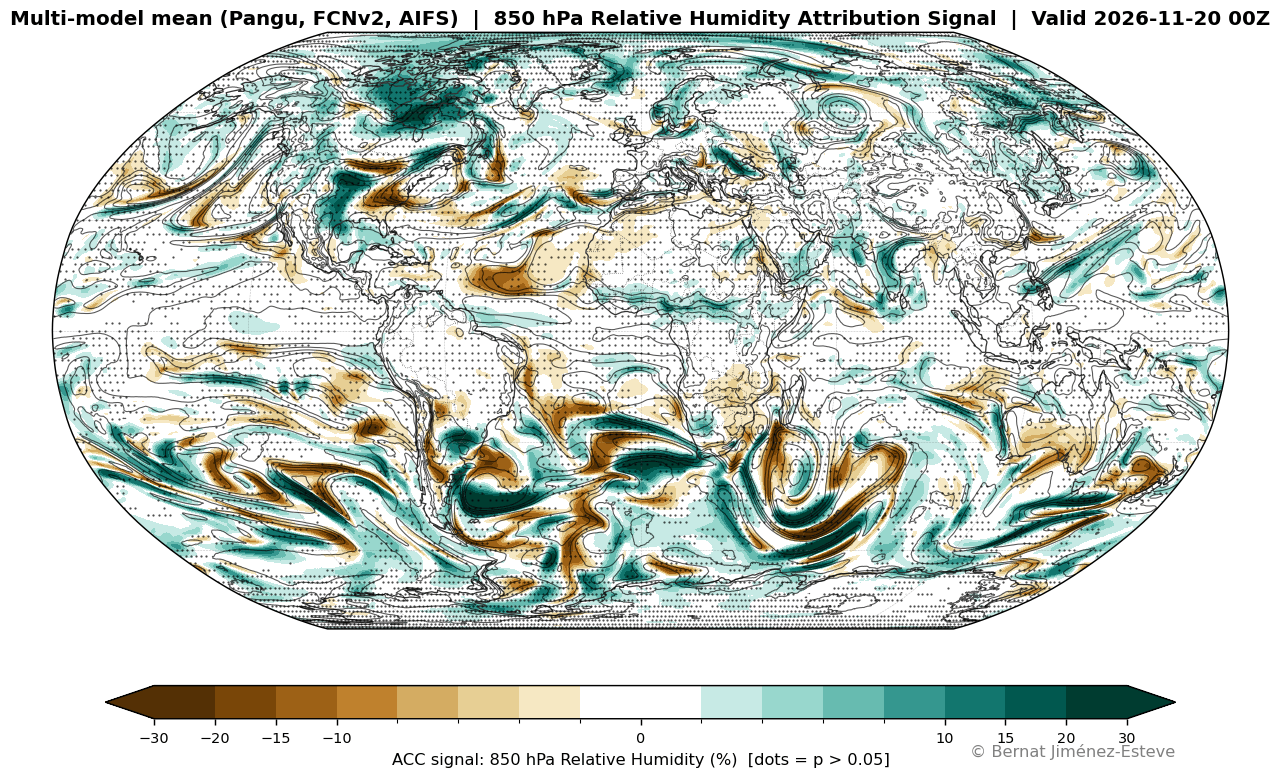 Multi-model mean (Pangu, FCNv2, AIFS) | 850 hPa Relative Humidity Attribution Signal | Valid 2026-11-20 00Z
−30 −20 −15 −10 0 10 15 20 30
ACC signal: 850 hPa Relative Humidity (%) [dots = p > 0.05]
© Bernat Jiménez-Esteve